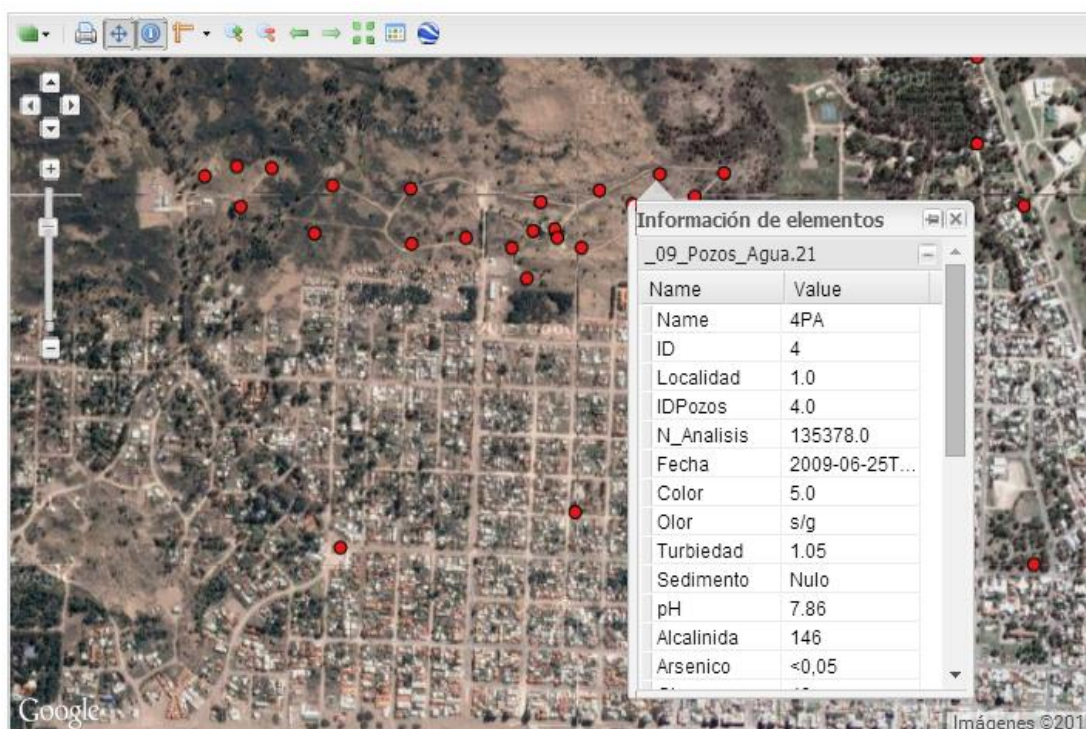 Información de elementos
_09_Pozos_Agua.21
Name Value
Name 4PA
ID 4
Localidad 1.0
IDPozos 4.0
N_Analisis 135378.0
Fecha 2009-06-25T...
Color 5.0
Olor s/g
Turbiedad 1.05
Sedimento Nulo
pH 7.86
Alcalinida 146
Arsenico <0,05
Google
Imágenes ©201